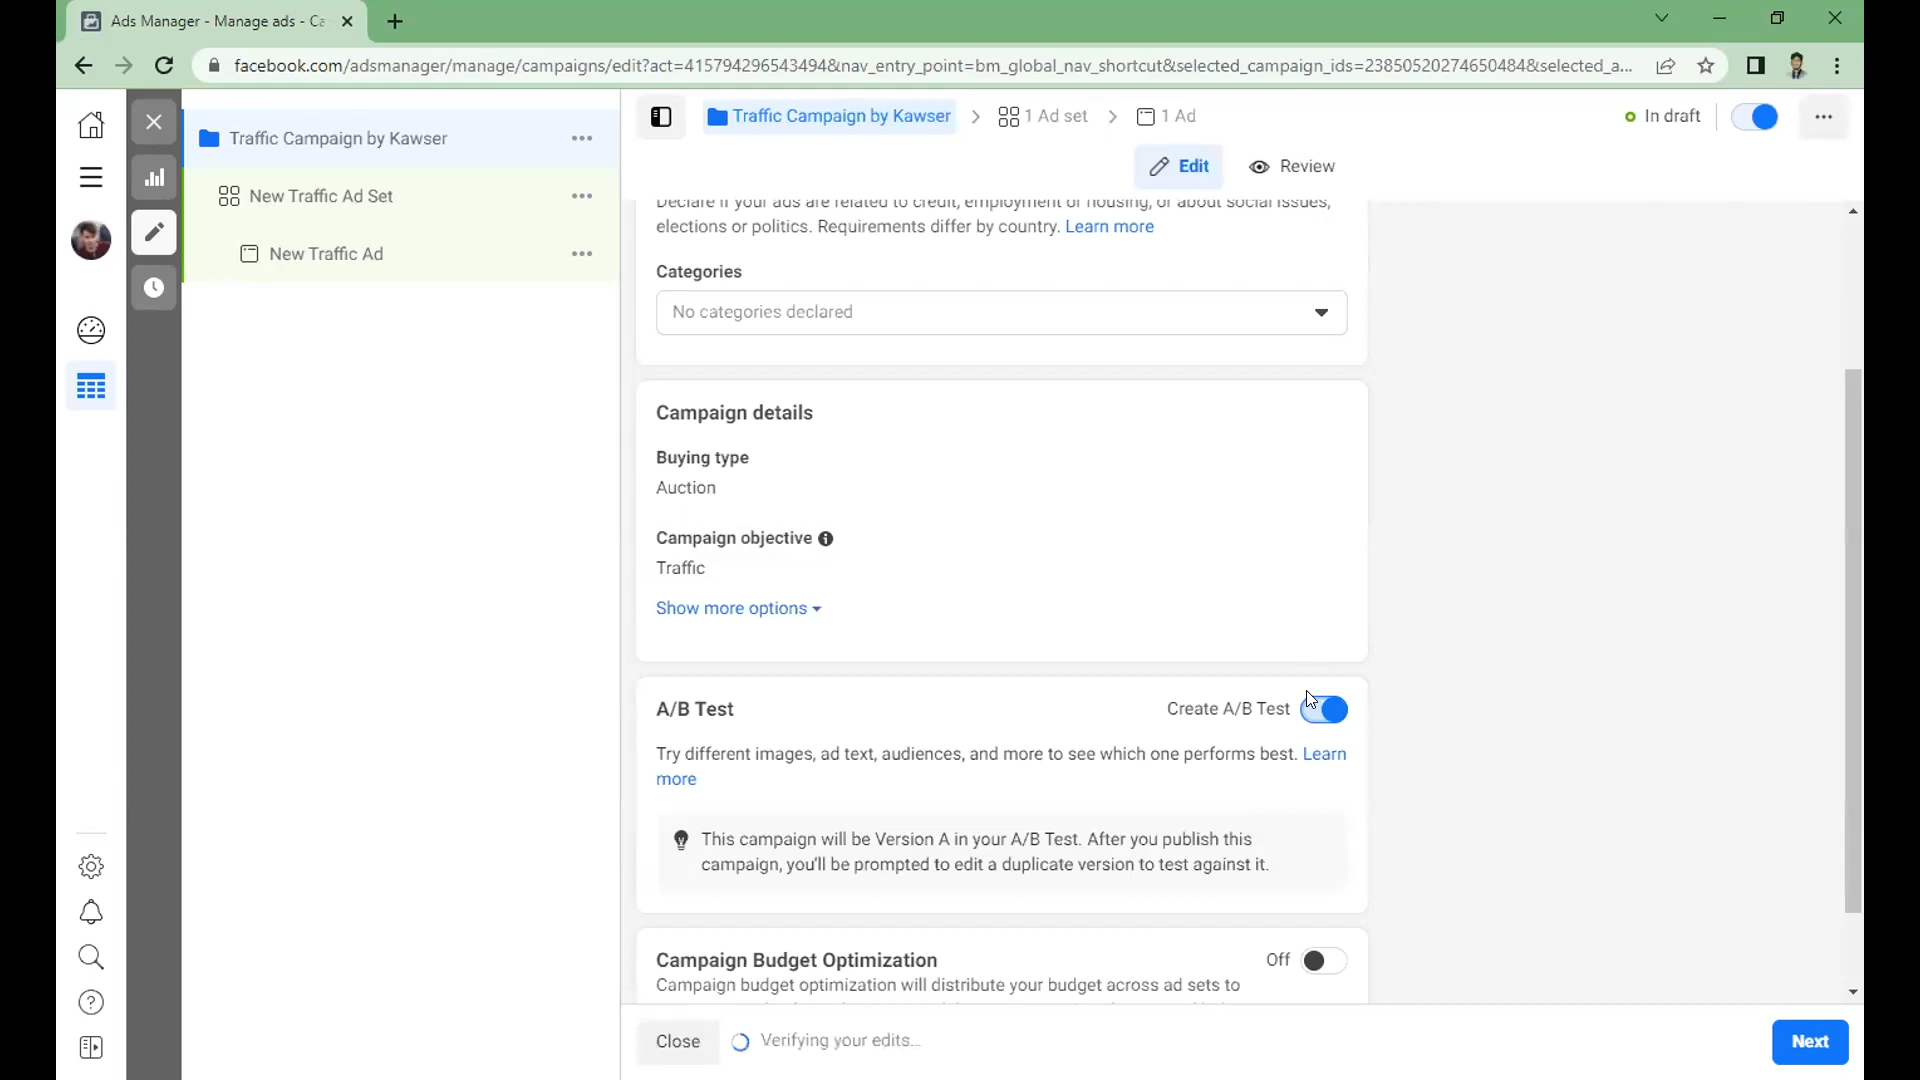 Ads Manager - Manage ads - Ca
facebook.com/adsmanager/manage/campaigns/edit?act=415794296543494&nav_entry_point=bm_global_nav_shortcut&selected_campaign_ids=23850520274650484&selected_a...
Traffic Campaign by Kawser
New Traffic Ad Set
New Traffic Ad
Traffic Campaign by Kawser
1 Ad set
1 Ad
In draft
Edit
Review
Declare if your ads are related to credit, employment or housing, or about social issues,
elections or politics. Requirements differ by country. Learn more
Categories
No categories declared
Campaign details
Buying type
Auction
Campaign objective
Traffic
Show more options
A/B Test
Create A/B Test
Try different images, ad text, audiences, and more to see which one performs best. Learn
more
This campaign will be Version A in your A/B Test. After you publish this
campaign, you'll be prompted to edit a duplicate version to test against it.
Campaign Budget Optimization
Off
Campaign budget optimization will distribute your budget across ad sets to
Close
Verifying your edits...
Next